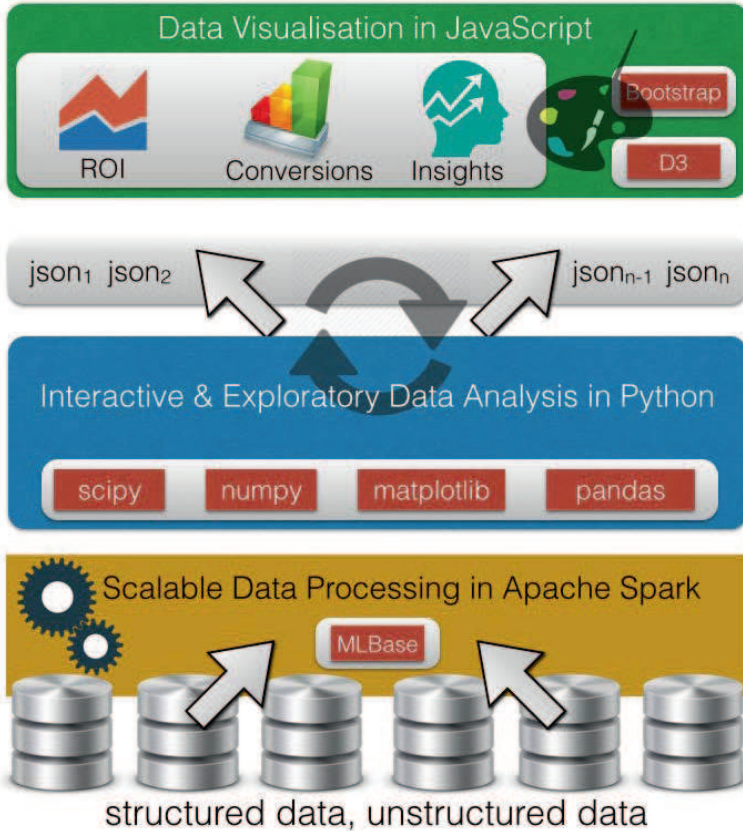 Data Visualisation in JavaScript
ROI
Conversions
Insights
Bootstrap
D3
json₁ json₂
jsonₙ₋₁ jsonₙ
Interactive & Exploratory Data Analysis in Python
scipy
numpy
matplotlib
pandas
Scalable Data Processing in Apache Spark
MLBase
structured data, unstructured data